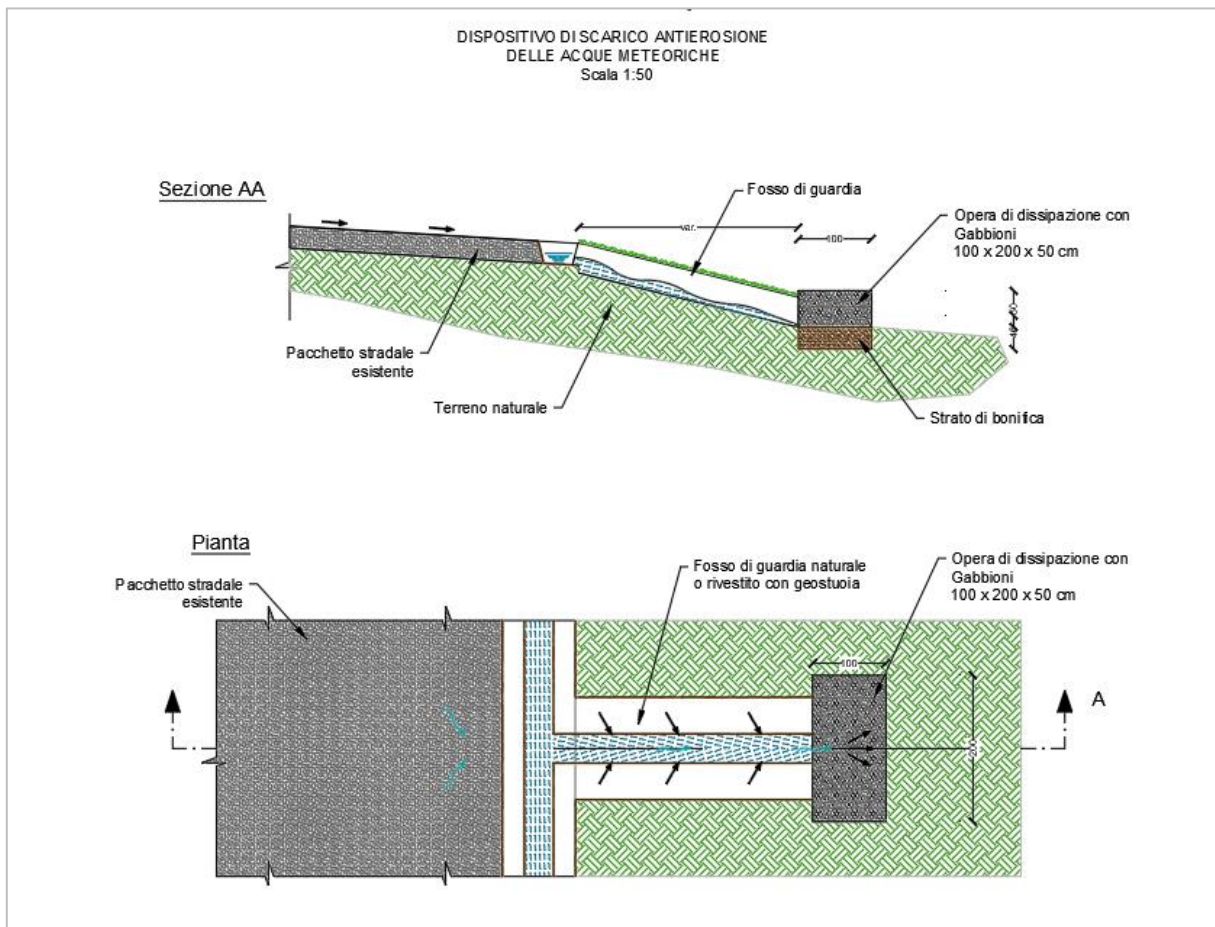 DISPOSITIVO DI SCARICO ANTIEROSIONE
DELLE ACQUE METEORICHE
Scala 1:50
Sezione AA
Fosso di guardia
Opera di dissipazione con
Gabbioni
100 x 200 x 50 cm
var.
100
Pacchetto stradale
esistente
Terreno naturale
Strato di bonifica
Pianta
Pacchetto stradale
esistente
Fosso di guardia naturale
o rivestito con geostuoia
Opera di dissipazione con
Gabbioni
100 x 200 x 50 cm
100
A
200